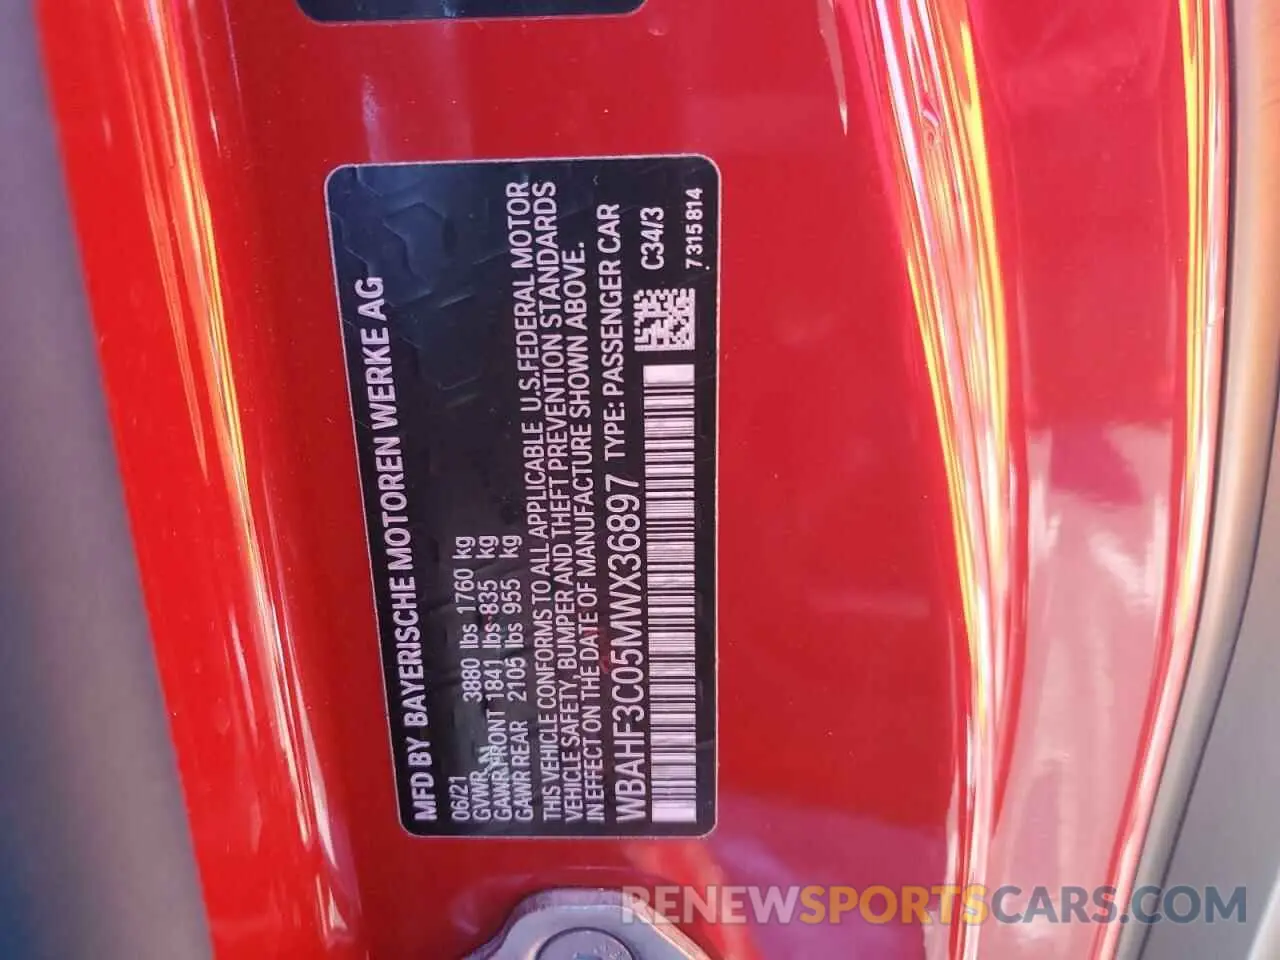 MFD BY BAYERISCHE MOTOREN WERKE AG
06/21
GVWR 3880 lbs 1760 kg
GAWR FRONT 1841 lbs 835 kg
GAWR REAR 2105 lbs 955 kg
THIS VEHICLE CONFORMS TO ALL APPLICABLE U.S.FEDERAL MOTOR
VEHICLE SAFETY, BUMPER AND THEFT PREVENTION STANDARDS
IN EFFECT ON THE DATE OF MANUFACTURE SHOWN ABOVE.
WBAHF3C05MWX36897 TYPE: PASSENGER CAR
C34/3
7315814
RENEWSPORTSCARS.COM